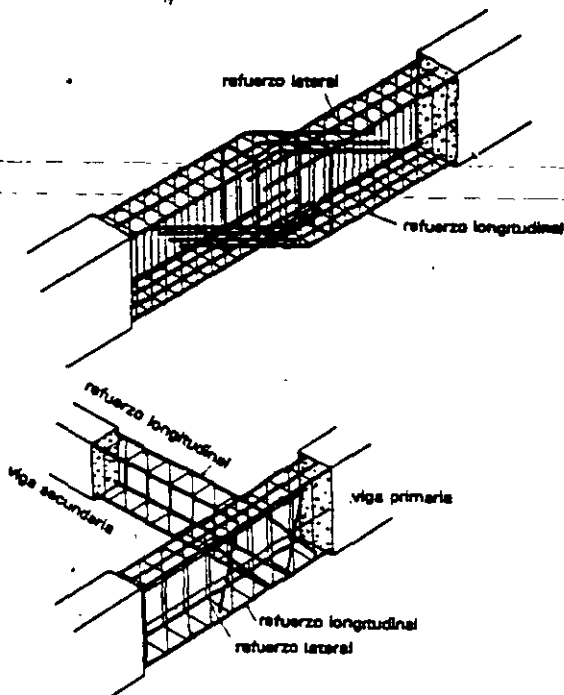 refuerzo lateral
refuerzo longitudinal
refuerzo longitudinal
viga secundaria
viga primaria
refuerzo longitudinal
refuerzo lateral